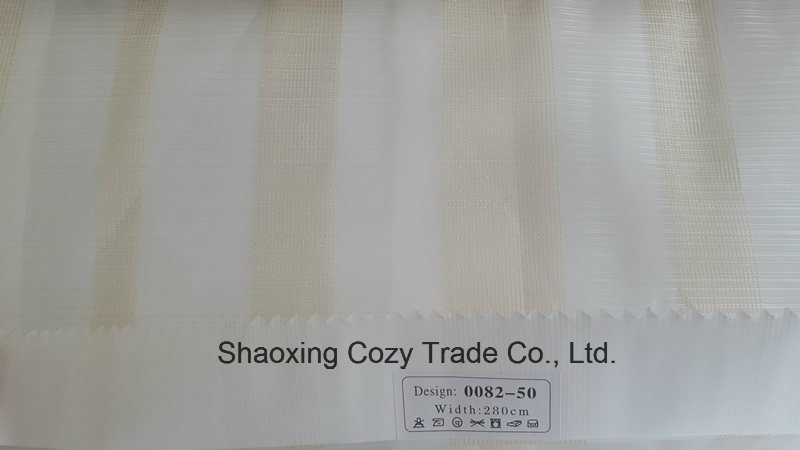 Shaoxing Cozy Trade Co., Ltd.
Design: 0082-50
Width:280cm